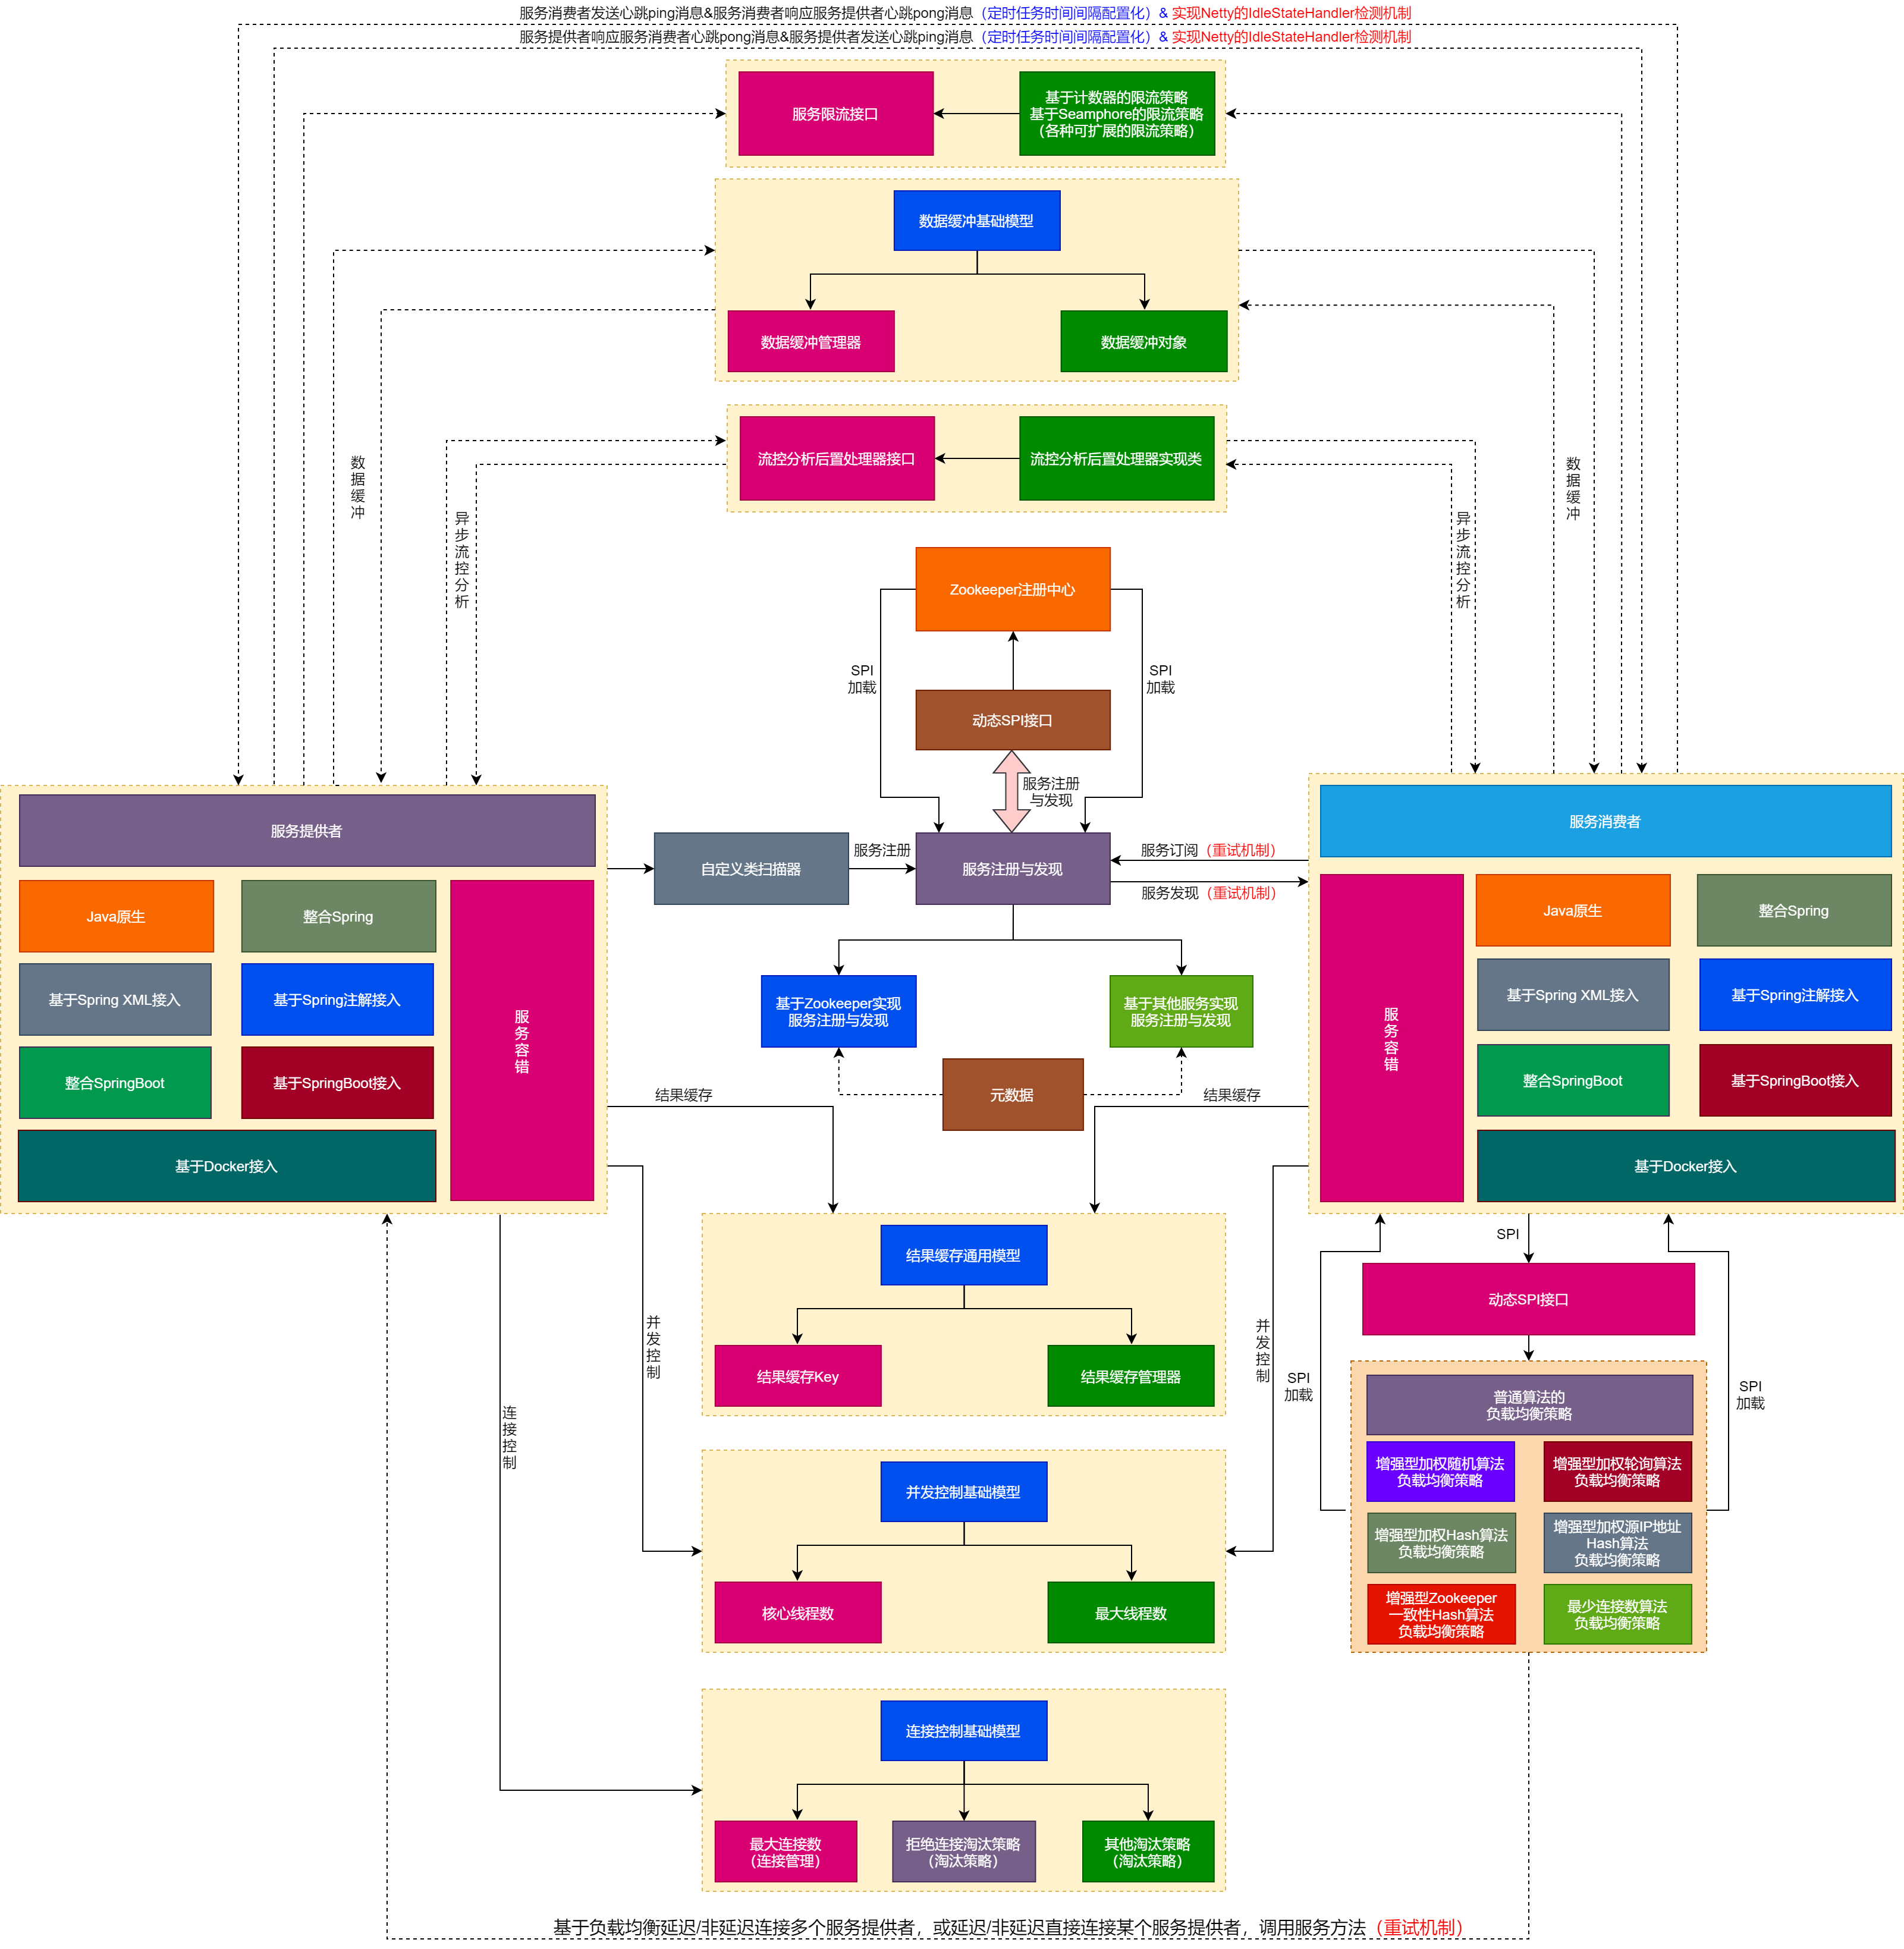 服务消费者发送心跳ping消息&服务消费者响应服务提供者心跳pong消息（定时任务时间间隔配置化）& 实现Netty的IdleStateHandler检测机制
服务提供者响应服务消费者心跳pong消息&服务提供者发送心跳ping消息（定时任务时间间隔配置化）& 实现Netty的IdleStateHandler检测机制
服务限流接口
基于计数器的限流策略
基于Seamphore的限流策略
（各种可扩展的限流策略）
数据缓冲基础模型
数据缓冲管理器
数据缓冲对象
流控分析后置处理器接口
流控分析后置处理器实现类
数据缓冲
异步流控分析
异步流控分析
数据缓冲
Zookeeper注册中心
SPI
加载
SPI
加载
动态SPI接口
服务注册
与发现
服务提供者
Java原生
整合Spring
基于Spring XML接入
基于Spring注解接入
整合SpringBoot
基于SpringBoot接入
基于Docker接入
服务容错
自定义类扫描器
服务注册
服务注册与发现
服务订阅（重试机制）
服务发现（重试机制）
服务消费者
服务容错
Java原生
整合Spring
基于Spring XML接入
基于Spring注解接入
整合SpringBoot
基于SpringBoot接入
基于Docker接入
基于Zookeeper实现
服务注册与发现
基于其他服务实现
服务注册与发现
元数据
结果缓存
结果缓存
结果缓存通用模型
结果缓存Key
结果缓存管理器
并发控制
并发控制
连接控制
并发控制基础模型
核心线程数
最大线程数
连接控制基础模型
最大连接数
（连接管理）
拒绝连接淘汰策略
（淘汰策略）
其他淘汰策略
（淘汰策略）
SPI
动态SPI接口
SPI
加载
SPI
加载
普通算法的
负载均衡策略
增强型加权随机算法
负载均衡策略
增强型加权轮询算法
负载均衡策略
增强型加权Hash算法
负载均衡策略
增强型加权源IP地址
Hash算法
负载均衡策略
增强型Zookeeper
一致性Hash算法
负载均衡策略
最少连接数算法
负载均衡策略
基于负载均衡延迟/非延迟连接多个服务提供者，或延迟/非延迟直接连接某个服务提供者，调用服务方法（重试机制）